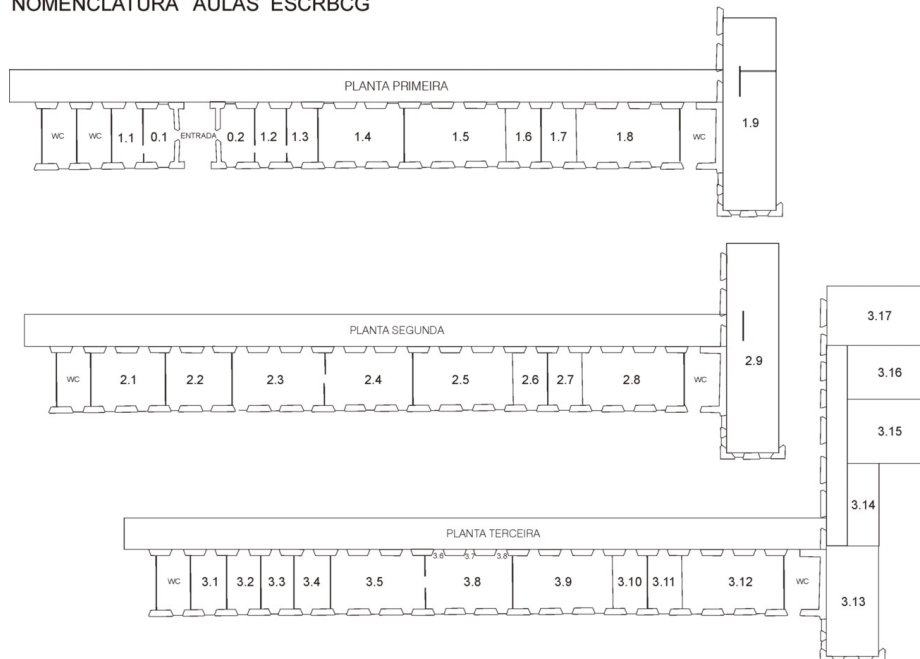 NOMENCLATURA AULAS ESCRBCG
PLANTA PRIMEIRA
WC WC 1.1 0.1 ENTRADA 0.2 1.2 1.3 1.4 1.5 1.6 1.7 1.8 WC 1.9
PLANTA SEGUNDA
WC 2.1 2.2 2.3 2.4 2.5 2.6 2.7 2.8 WC 2.9
3.17
3.16
3.15
3.14
PLANTA TERCEIRA
3.6 3.7 3.8
WC 3.1 3.2 3.3 3.4 3.5 3.8 3.9 3.10 3.11 3.12 WC
3.13